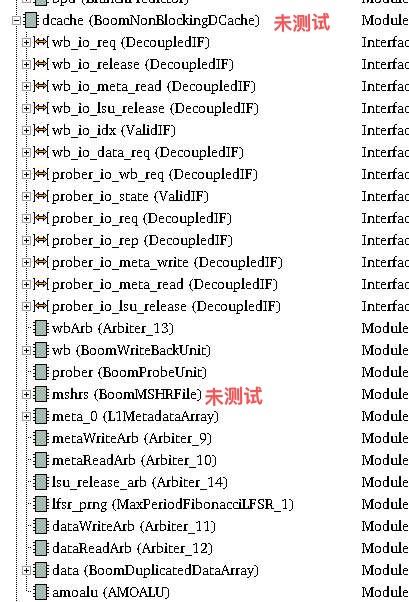 dcache (BoomNonBlockingDCache) 未测试 Module
wb_io_req (DecoupledIF) Interfac
wb_io_release (DecoupledIF) Interfac
wb_io_meta_read (DecoupledIF) Interfac
wb_io_lsu_release (DecoupledIF) Interfac
wb_io_idx (ValidIF) Interfac
wb_io_data_req (DecoupledIF) Interfac
prober_io_wb_req (DecoupledIF) Interfac
prober_io_state (ValidIF) Interfac
prober_io_req (DecoupledIF) Interfac
prober_io_rep (DecoupledIF) Interfac
prober_io_meta_write (DecoupledIF) Interfac
prober_io_meta_read (DecoupledIF) Interfac
prober_io_lsu_release (DecoupledIF) Interfac
wbArb (Arbiter_13) Module
wb (BoomWriteBackUnit) Module
prober (BoomProbeUnit) Module
mshrs (BoomMSHRFile) 未测试 Module
meta_0 (L1MetadataArray) Module
metaWriteArb (Arbiter_9) Module
metaReadArb (Arbiter_10) Module
lsu_release_arb (Arbiter_14) Module
lfsr_prng (MaxPeriodFibonacciLFSR_1) Module
dataWriteArb (Arbiter_11) Module
dataReadArb (Arbiter_12) Module
data (BoomDuplicatedDataArray) Module
amoalu (AMOALU) Module